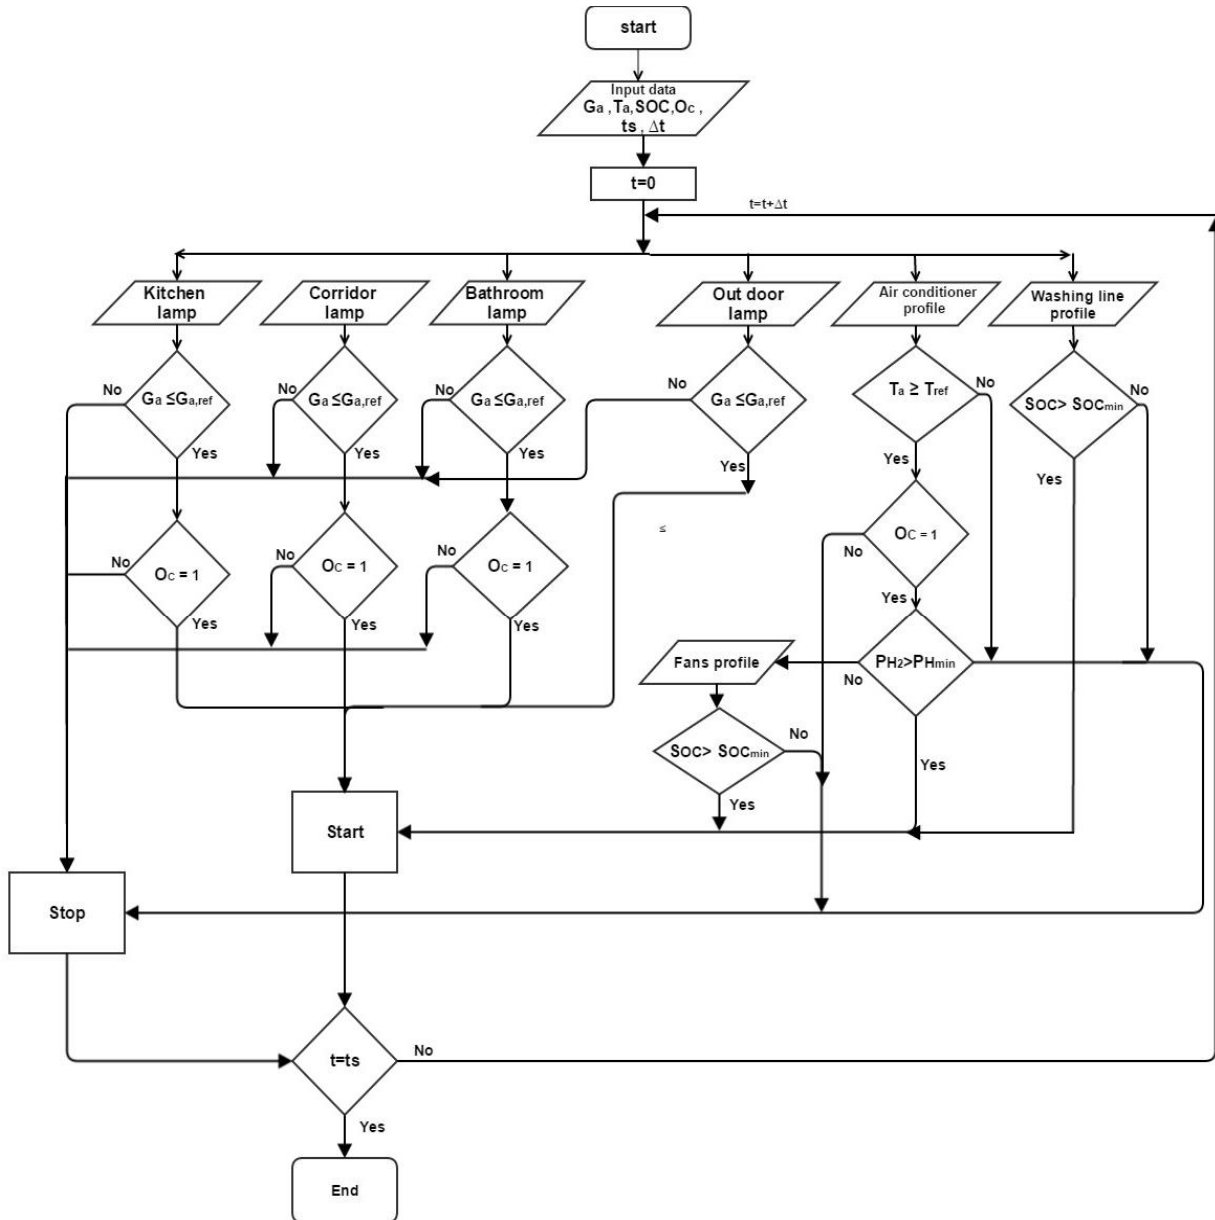 start
Input data
Ga ,Ta,SOC,Oc ,
ts , Δt
t=0
t=t+Δt
Kitchen
lamp
Corridor
lamp
Bathroom
lamp
Out door
lamp
Air conditioner
profile
Washing line
profile
No
Ga ≤Ga,ref
Yes
No
Ga ≤Ga,ref
Yes
No
Ga ≤Ga,ref
Yes
No
Ga ≤Ga,ref
Yes
Ta ≥ Tref
No
Yes
SOC> SOCmin
No
Yes
≤
No
Oc = 1
Yes
No
Oc = 1
Yes
No
Oc = 1
Yes
Oc = 1
No
Yes
PH2>PHmin
No
Yes
Fans profile
SOC> SOCmin
No
Yes
Start
Stop
t=ts
No
Yes
End